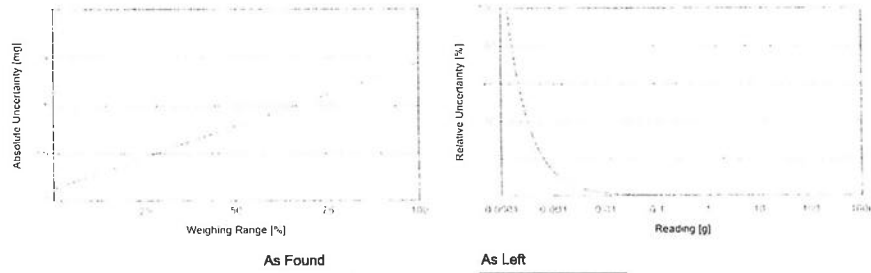 Absolute Uncertainty [mg]
25 50 75 100
Weighing Range [%]
Relative Uncertainty [%]
0.0001 0.001 0.01 0.1 1 10
Reading [g]
As Found As Left